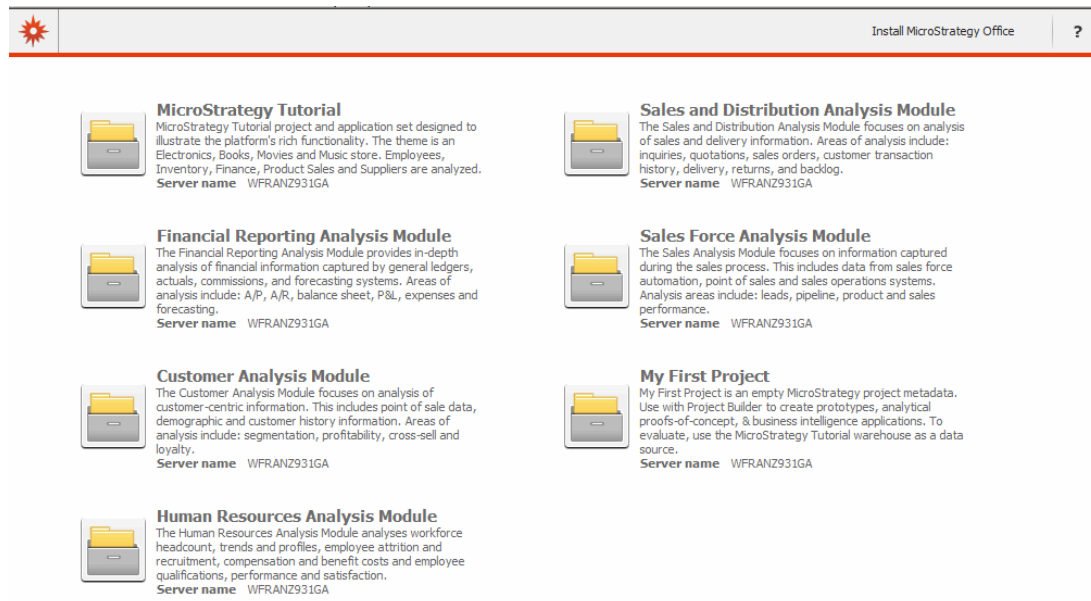 Install MicroStrategy Office
?
MicroStrategy Tutorial
MicroStrategy Tutorial project and application set designed to
illustrate the platform's rich functionality. The theme is an
Electronics, Books, Movies and Music store. Employees,
Inventory, Finance, Product Sales and Suppliers are analyzed.
Server name WFRANZ931GA
Financial Reporting Analysis Module
The Financial Reporting Analysis Module provides in-depth
analysis of financial information captured by general ledgers,
actuals, commissions, and forecasting systems. Areas of
analysis include: A/P, A/R, balance sheet, P&L, expenses and
forecasting.
Server name WFRANZ931GA
Customer Analysis Module
The Customer Analysis Module focuses on analysis of
customer-centric information. This includes point of sale data,
demographic and customer history information. Areas of
analysis include: segmentation, profitability, cross-sell and
loyalty.
Server name WFRANZ931GA
Human Resources Analysis Module
The Human Resources Analysis Module analyses workforce
headcount, trends and profiles, employee attrition and
recruitment, compensation and benefit costs and employee
qualifications, performance and satisfaction.
Server name WFRANZ931GA
Sales and Distribution Analysis Module
The Sales and Distribution Analysis Module focuses on analysis
of sales and delivery information. Areas of analysis include:
inquiries, quotations, sales orders, customer transaction
history, delivery, returns, and backlog.
Server name WFRANZ931GA
Sales Force Analysis Module
The Sales Analysis Module focuses on information captured
during the sales process. This includes data from sales force
automation, point of sales and sales operations systems.
Analysis areas include: leads, pipeline, product and sales
performance.
Server name WFRANZ931GA
My First Project
My First Project is an empty MicroStrategy project metadata.
Use with Project Builder to create prototypes, analytical
proofs-of-concept, & business intelligence applications. To
evaluate, use the MicroStrategy Tutorial warehouse as a data
source.
Server name WFRANZ931GA